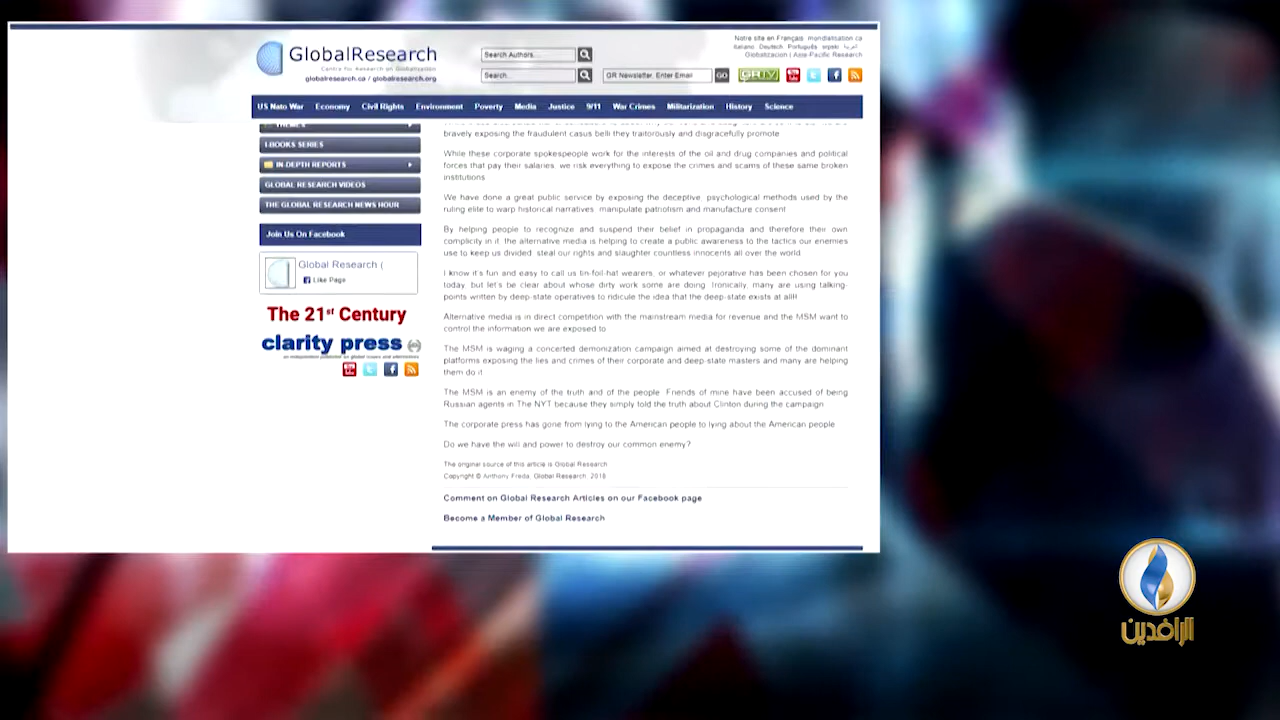 Notre site en Français: mondialisation.ca
Italiano Deutsch Português srpski العربية
GlobalResearch
Globalizacion | Asia-Pacific Research
Search Authors...
Centre for Research on Globalization
globalresearch.ca / globalresearch.org
Search...
GR Newsletter, Enter Email
GO
GRTV
US Nato War Economy Civil Rights Environment Poverty Media Justice 9/11 War Crimes Militarization History Science
THEMES
I-BOOKS SERIES
IN-DEPTH REPORTS
GLOBAL RESEARCH VIDEOS
THE GLOBAL RESEARCH NEWS HOUR
Join Us On Facebook
Global Research (
Like Page
The 21st Century
clarity press
bravely exposing the fraudulent casus belli they traitorously and disgracefully promote
While these corporate spokespeople work for the interests of the oil and drug companies and political
forces that pay their salaries, we risk everything to expose the crimes and scams of these same broken
institutions
We have done a great public service by exposing the deceptive, psychological methods used by the
ruling elite to warp historical narratives, manipulate patriotism and manufacture consent
By helping people to recognize and suspend their belief in propaganda and therefore their own
complicity in it, the alternative media is helping to create a public awareness to the tactics our enemies
use to keep us divided, steal our rights and slaughter countless innocents all over the world
I know it's fun and easy to call us tin-foil-hat wearers, or whatever pejorative has been chosen for you
today, but let's be clear about whose dirty work some are doing. Ironically, many are using talking-
points written by deep-state operatives to ridicule the idea that the deep-state exists at all!!
Alternative media is in direct competition with the mainstream media for revenue and the MSM want to
control the information we are exposed to
The MSM is waging a concerted demonization campaign aimed at destroying some of the dominant
platforms exposing the lies and crimes of their corporate and deep-state masters and many are helping
them do it
The MSM is an enemy of the truth and of the people. Friends of mine have been accused of being
Russian agents in The NYT because they simply told the truth about Clinton during the campaign
The corporate press has gone from lying to the American people to lying about the American people
Do we have the will and power to destroy our common enemy?
The original source of this article is Global Research
Copyright © Anthony Freda, Global Research, 2018
Comment on Global Research Articles on our Facebook page
Become a Member of Global Research
الرافدين